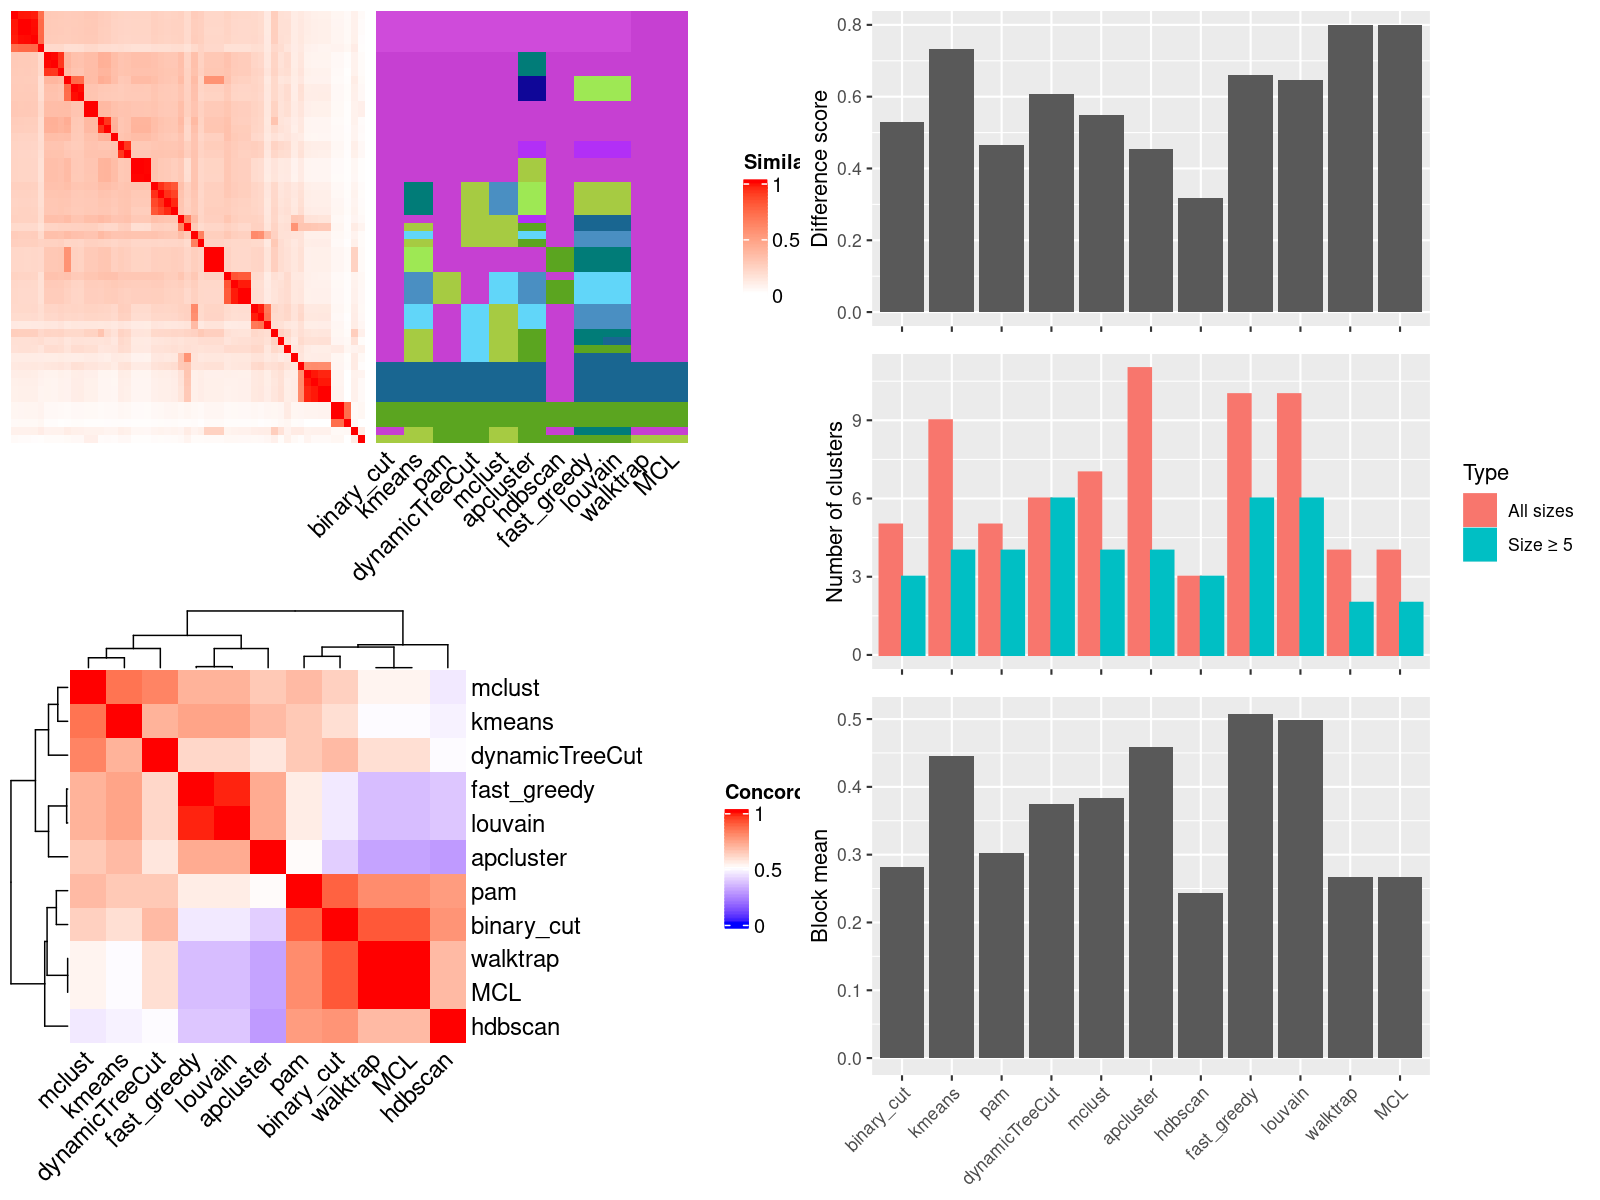 Simila
1
0.5
0
binary_cut
kmeans
pam
dynamicTreeCut
mclust
apcluster
hdbscan
fast_greedy
louvain
walktrap
MCL
mclust
kmeans
dynamicTreeCut
fast_greedy
louvain
apcluster
pam
binary_cut
walktrap
MCL
hdbscan
mclust
kmeans
dynamicTreeCut
fast_greedy
louvain
apcluster
pam
binary_cut
walktrap
MCL
hdbscan
Concord
1
0.5
0
Difference score
0.8
0.6
0.4
0.2
0.0
Number of clusters
9
6
3
0
Type
All sizes
Size ≥ 5
Block mean
0.5
0.4
0.3
0.2
0.1
0.0
binary_cut
kmeans
pam
dynamicTreeCut
mclust
apcluster
hdbscan
fast_greedy
louvain
walktrap
MCL